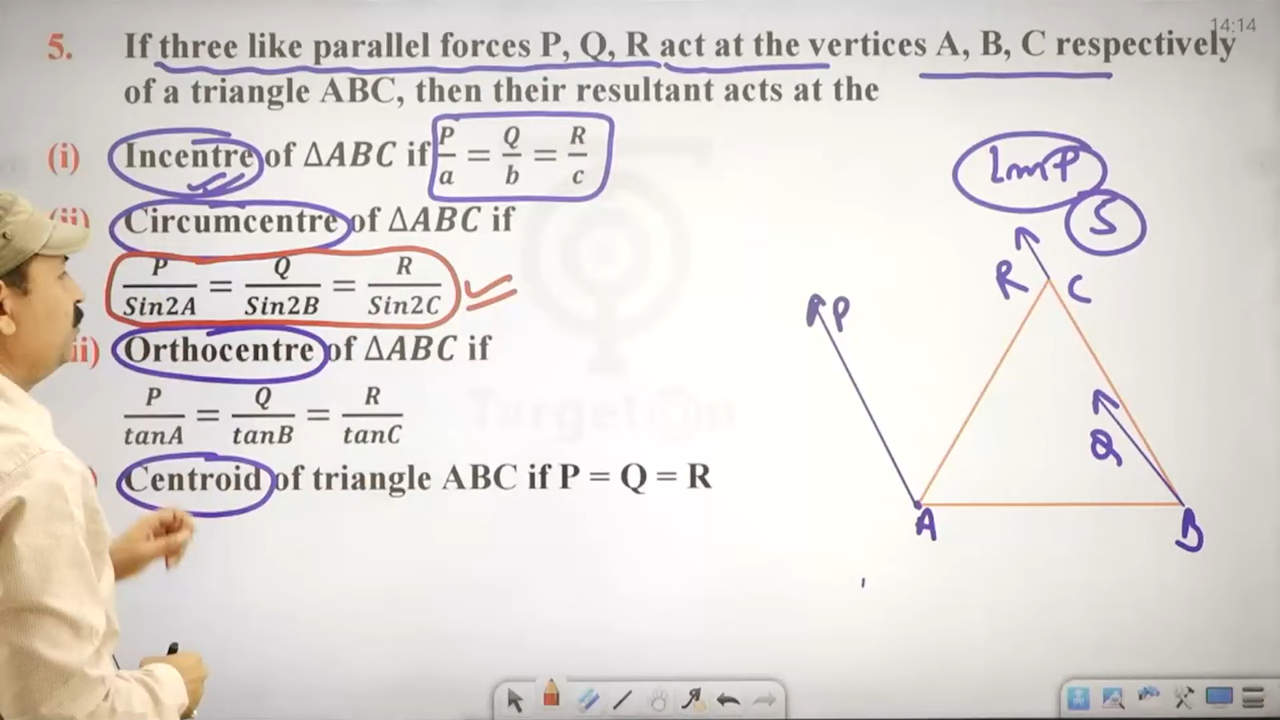 14:14
5. If three like parallel forces P, Q, R act at the vertices A, B, C respectively
of a triangle ABC, then their resultant acts at the
(i) Incentre of ΔABC if P/a = Q/b = R/c
(ii) Circumcentre of ΔABC if
P/Sin2A = Q/Sin2B = R/Sin2C
ii) Orthocentre of ΔABC if
P/tanA = Q/tanB = R/tanC
) Centroid of triangle ABC if P = Q = R
Imp
S
R C
P
Q
A
B